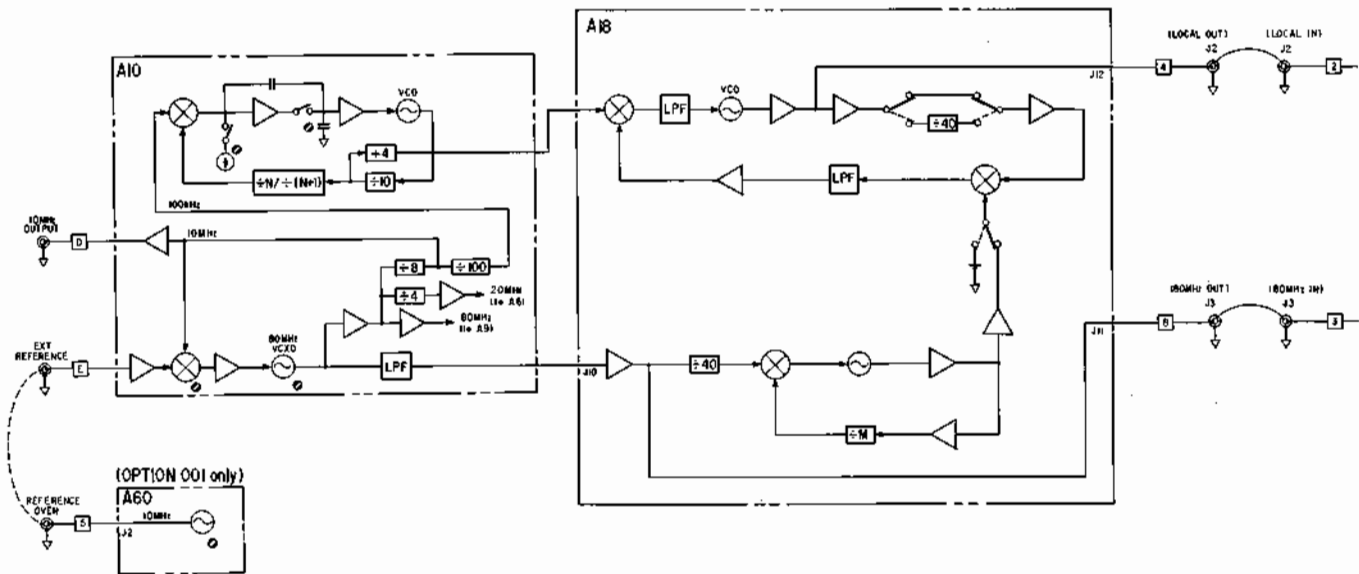 A10
VCO
÷4
÷N/÷(N+1)
÷10
100KHz
10MHz
OUTPUT
D
10MHz
÷8
÷100
÷4
20MHz
(to A6)
80MHz
(to A9)
EXT
REFERENCE
E
80MHz
VCXO
LPF
(OPTION 001 only)
A60
REFERENCE
OVEN
5
J2
10MHz
A18
LPF
VCO
÷40
LPF
J12
4
(LOCAL OUT)
J2
(LOCAL IN)
J2
2
J10
÷40
÷M
J11
(80MHz OUT)
J3
(80MHz IN)
J3
3